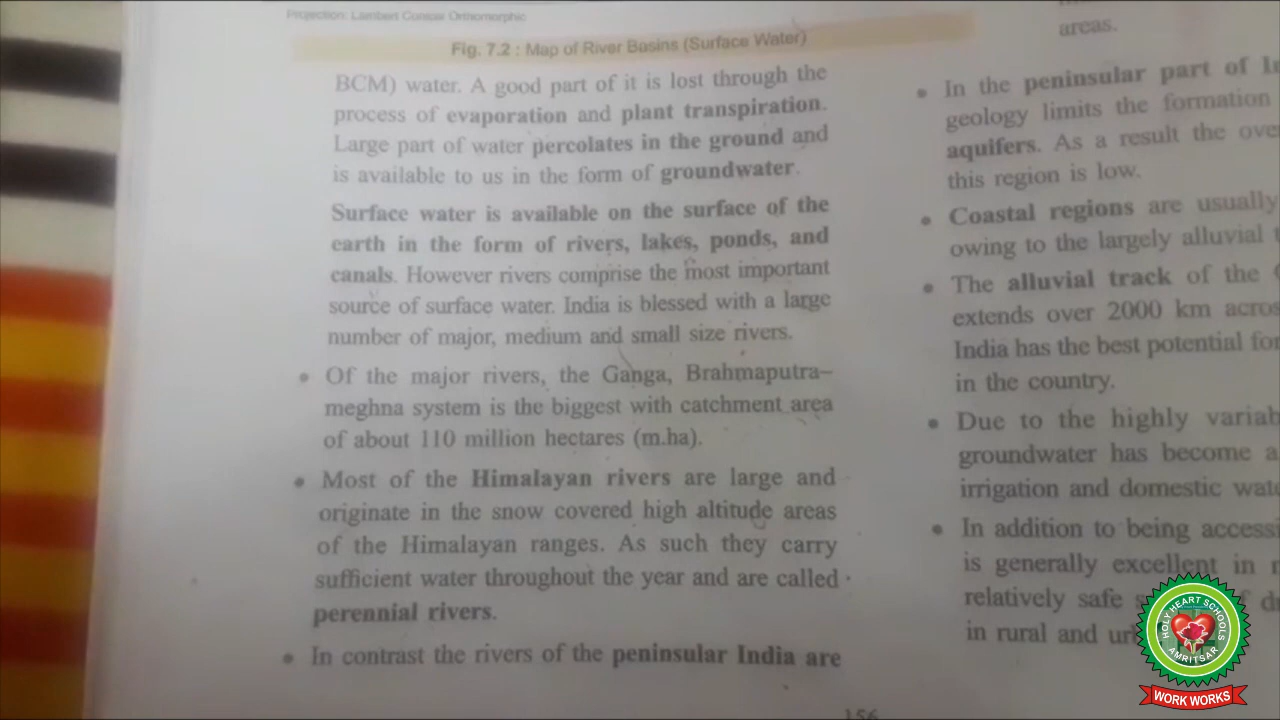 Projection: Lambert Conical Orthomorphic
Fig. 7.2 : Map of River Basins (Surface Water)
BCM) water. A good part of it is lost through the
process of evaporation and plant transpiration.
Large part of water percolates in the ground and
is available to us in the form of groundwater.
Surface water is available on the surface of the
earth in the form of rivers, lakes, ponds, and
canals. However rivers comprise the most important
source of surface water. India is blessed with a large
number of major, medium and small size rivers.
• Of the major rivers, the Ganga, Brahmaputra–
meghna system is the biggest with catchment area
of about 110 million hectares (m.ha).
• Most of the Himalayan rivers are large and
originate in the snow covered high altitude areas
of the Himalayan ranges. As such they carry
sufficient water throughout the year and are called
perennial rivers.
• In contrast the rivers of the peninsular India are
156
areas.
• In the peninsular part of
geology limits the formation
aquifers. As a result the
this region is low.
• Coastal regions are usually
owing to the largely alluvial
• The alluvial track of the
extends over 2000 km
India has the best potential
in the country.
• Due to the highly
groundwater has become a
irrigation and domestic
• In addition to being
is generally excellent in
relatively safe
in rural and
HOLY HEART SCHOOLS
AMRITSAR
WORK WORKS